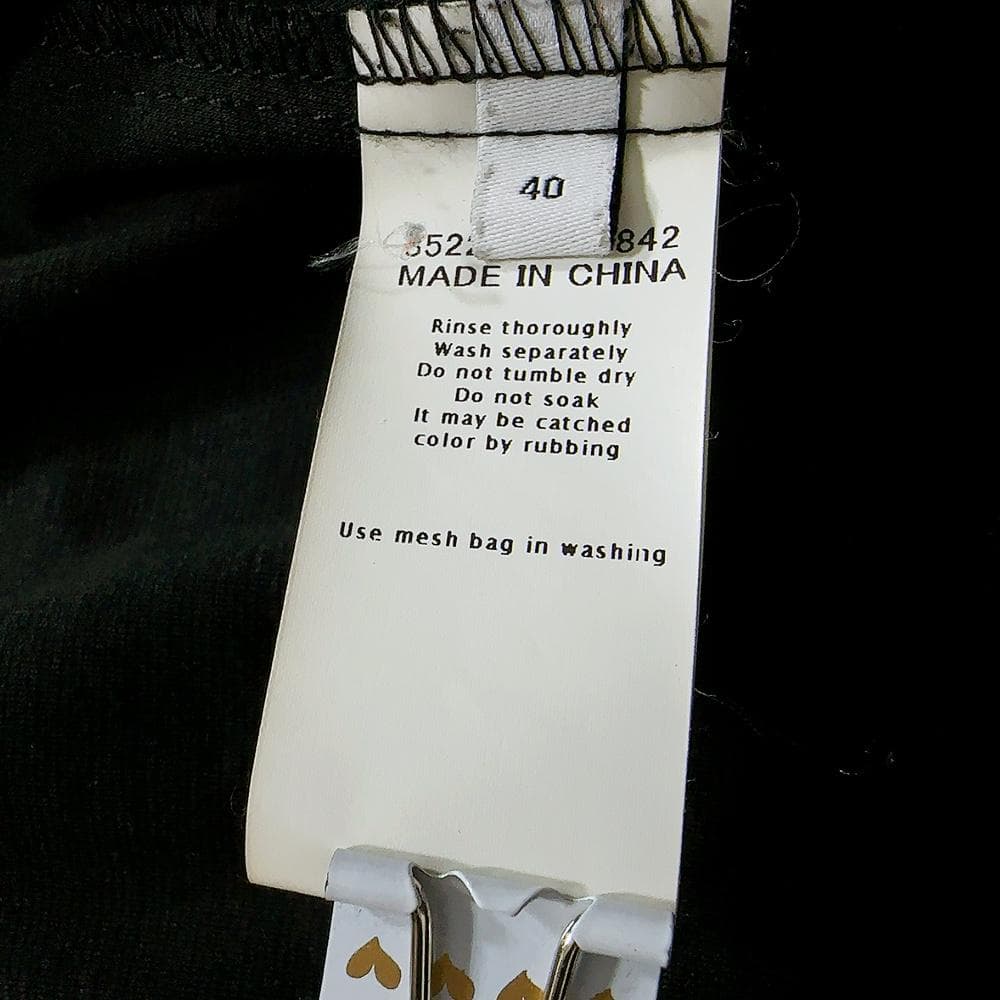 40
842
MADE IN CHINA
Rinse thoroughly
Wash separately
Do not tumble dry
Do not soak
It may be catched
color by rubbing
Use mesh bag in washing